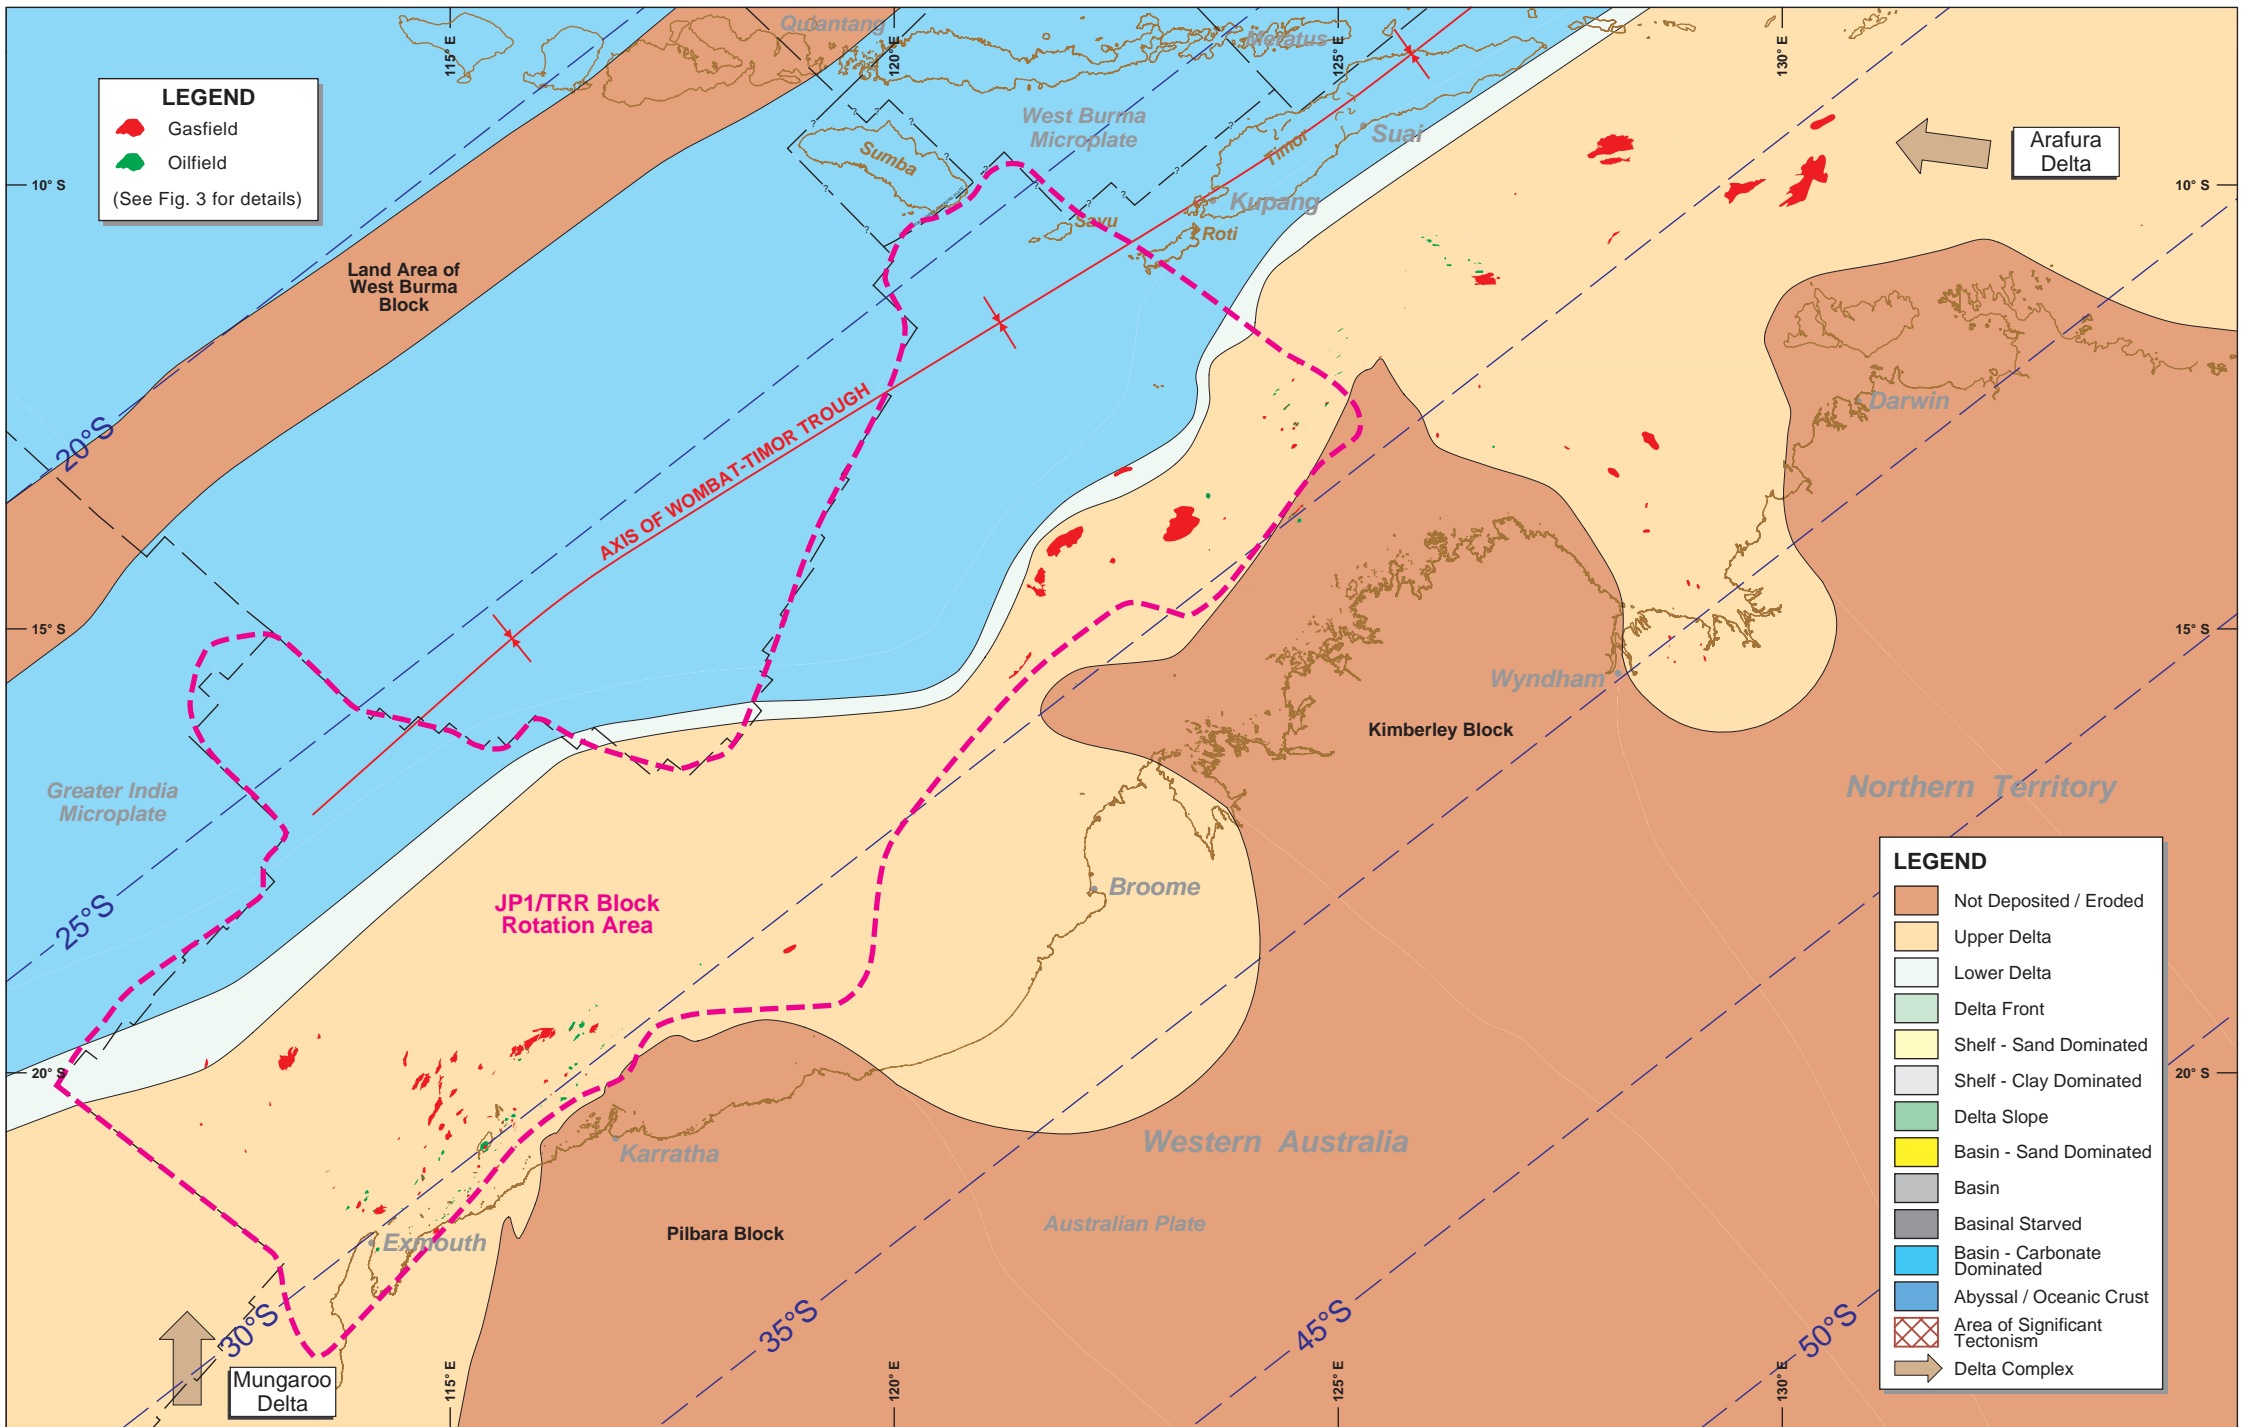 Quiantang
Meratus
115° E
120° E
125° E
130° E
LEGEND
Gasfield
Oilfield
(See Fig. 3 for details)
West Burma
Microplate
Suai
Timor
Sumba
Arafura
Delta
10° S
10° S
Kupang
Savu
Roti
Land Area of
West Burma
Block
20°S
AXIS OF WOMBAT-TIMOR TROUGH
Darwin
15° S
15° S
Wyndham
Kimberley Block
Greater India
Microplate
Northern Territory
25°S
JP1/TRR Block
Rotation Area
Broome
LEGEND
Not Deposited / Eroded
Upper Delta
Lower Delta
Delta Front
Shelf - Sand Dominated
Shelf - Clay Dominated
Delta Slope
Basin - Sand Dominated
Basin
Basinal Starved
Basin - Carbonate
Dominated
Abyssal / Oceanic Crust
Area of Significant
Tectonism
Delta Complex
20° S
20° S
Karratha
Western Australia
Australian Plate
Pilbara Block
Exmouth
30°S
35°S
45°S
50°S
Mungaroo
Delta
115° E
120° E
125° E
130° E